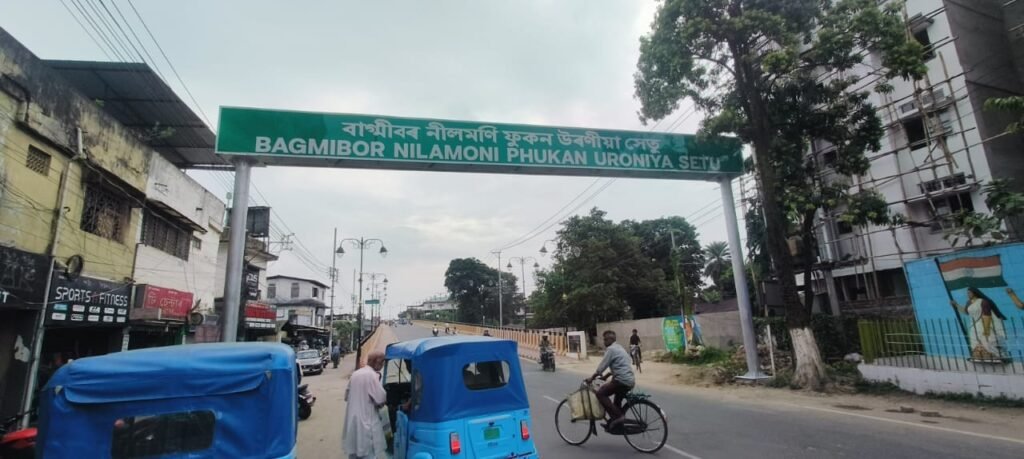 বাগ্মীবৰ নীলমণি ফুকন উৰণীয়া সেতু
BAGMIBOR NILAMONI PHUKAN URONIYA SETU
SPORTS FITNESS